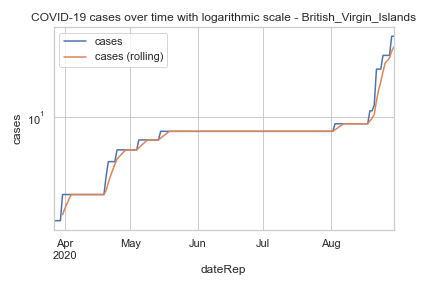 COVID-19 cases over time with logarithmic scale - British_Virgin_Islands
cases
cases (rolling)
cases
10^1
Apr
2020
May
Jun
Jul
Aug
dateRep